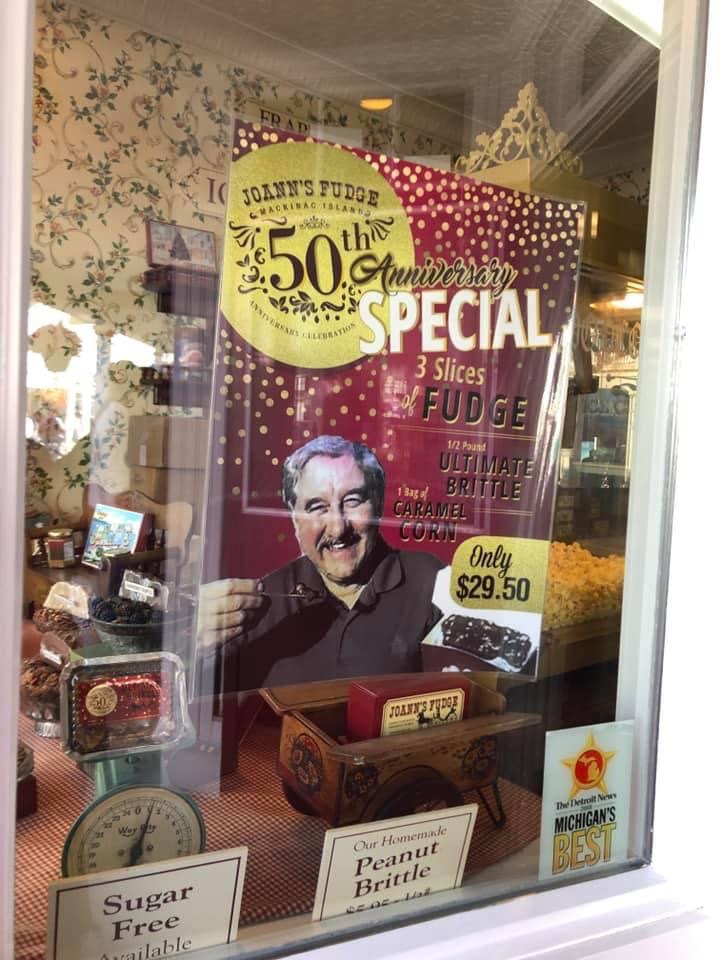 JOANN'S FUDGE
MACKINAC ISLAND
50th
ANNIVERSARY CELEBRATION
Anniversary
SPECIAL
3 Slices
of FUDGE
1/2 Pound
ULTIMATE
BRITTLE
1 Bag of
CARAMEL
CORN
Only
$29.50
50
JOANN'S FUDGE
The Detroit News
MICHIGAN'S
BEST
Our Homemade
Peanut
Brittle
Sugar
Free
Available